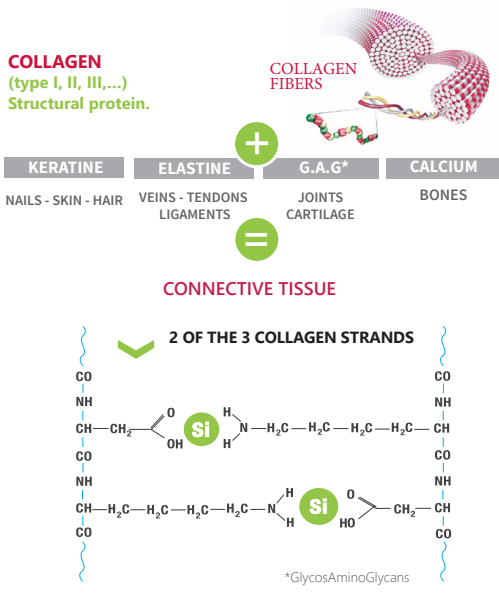 COLLAGEN
(type I, II, III,...)
Structural protein.
COLLAGEN
FIBERS
+
KERATINE
ELASTINE
G.A.G*
CALCIUM
NAILS - SKIN - HAIR
VEINS - TENDONS
LIGAMENTS
JOINTS
CARTILAGE
BONES
=
CONNECTIVE TISSUE
2 OF THE 3 COLLAGEN STRANDS
CO
NH
CH—CH₂
O
OH
Si
H
H
N—H₂C—H₂C—H₂C—H₂C—CH
CO
NH
CO
NH
CO
NH
CH—H₂C—H₂C—H₂C—H₂C—N
H
H
Si
O
HO
CH₂—CH
CO
CO
*GlycosAminoGlycans